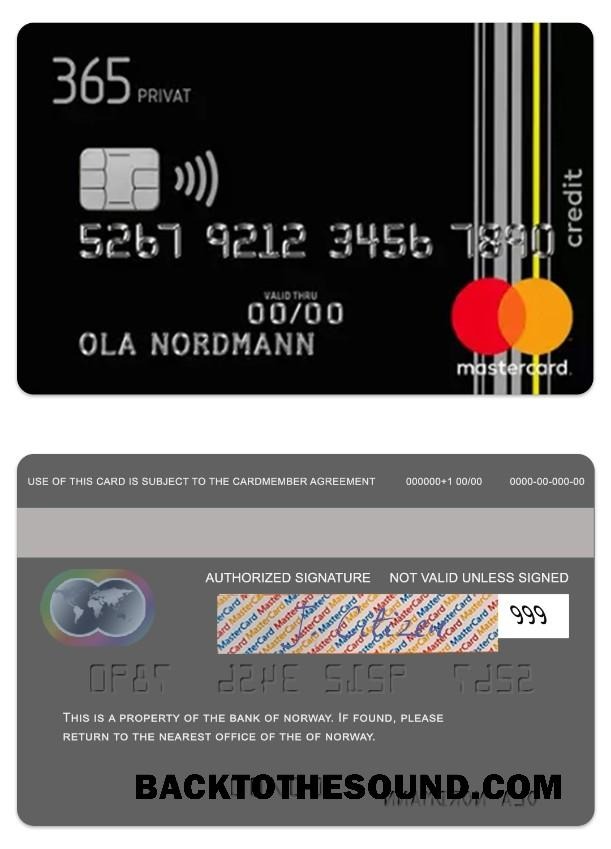 365 PRIVAT
credit
5267 9212 3456 7890
VALID THRU
00/00
OLA NORDMANN
mastercard.
USE OF THIS CARD IS SUBJECT TO THE CARDMEMBER AGREEMENT 000000+1 00/00 0000-00-000-00
AUTHORIZED SIGNATURE NOT VALID UNLESS SIGNED
MasterCard MasterCard MasterCard
J. Citizen
999
THIS IS A PROPERTY OF THE BANK OF NORWAY. IF FOUND, PLEASE
RETURN TO THE NEAREST OFFICE OF THE OF NORWAY.
BACKTOTHESOUND.COM